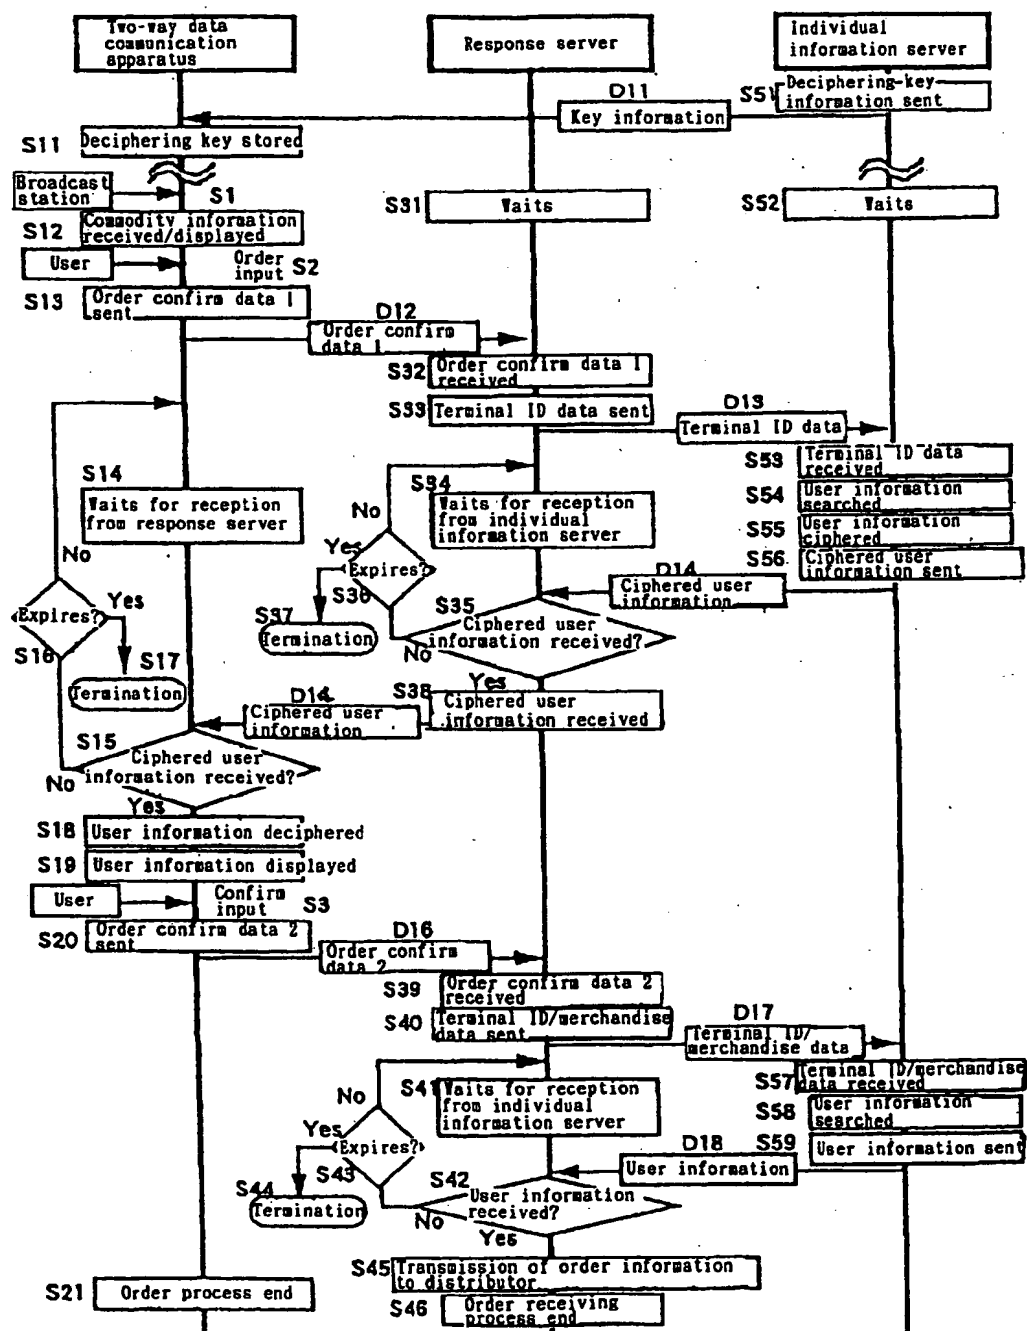 Two-way data
communication
apparatus
Response server
Individual
information server
S51
Deciphering key
information sent
D11
Key information
S11
Deciphering key stored
Broadcast
station
S1
S31
Waits
S52
Waits
S12
Commodity information
received/displayed
User
Order
input
S2
S13
Order confirm data 1
sent
D12
Order confirm
data 1
S32
Order confirm data 1
received
S33
Terminal ID data sent
D13
Terminal ID data
S53
Terminal ID data
received
S14
Waits for reception
from response server
S34
Waits for reception
from individual
information server
S54
User information
searched
S55
User information
ciphered
S56
Ciphered user
information sent
No
No
Yes
Expires?
S36
D14
Ciphered user
information
S37
Termination
S35
Ciphered user
information received?
No
Expires?
Yes
S16
S17
Termination
Yes
S38
Ciphered user
information received
D14
Ciphered user
information
S15
Ciphered user
information received?
No
Yes
S18
User information deciphered
S19
User information displayed
User
Confirm
input
S3
S20
Order confirm data 2
sent
D16
Order confirm
data 2
S39
Order confirm data 2
received
S40
Terminal ID/merchandise
data sent
D17
Terminal ID/
merchandise data
S57
Terminal ID/merchandise
data received
S41
Waits for reception
from individual
information server
S58
User information
searched
S59
User information sent
No
Yes
Expires?
S43
D18
User information
S44
Termination
S42
User information
received?
No
Yes
S45
Transmission of order information
to distributor
S21
Order process end
S46
Order receiving
process end